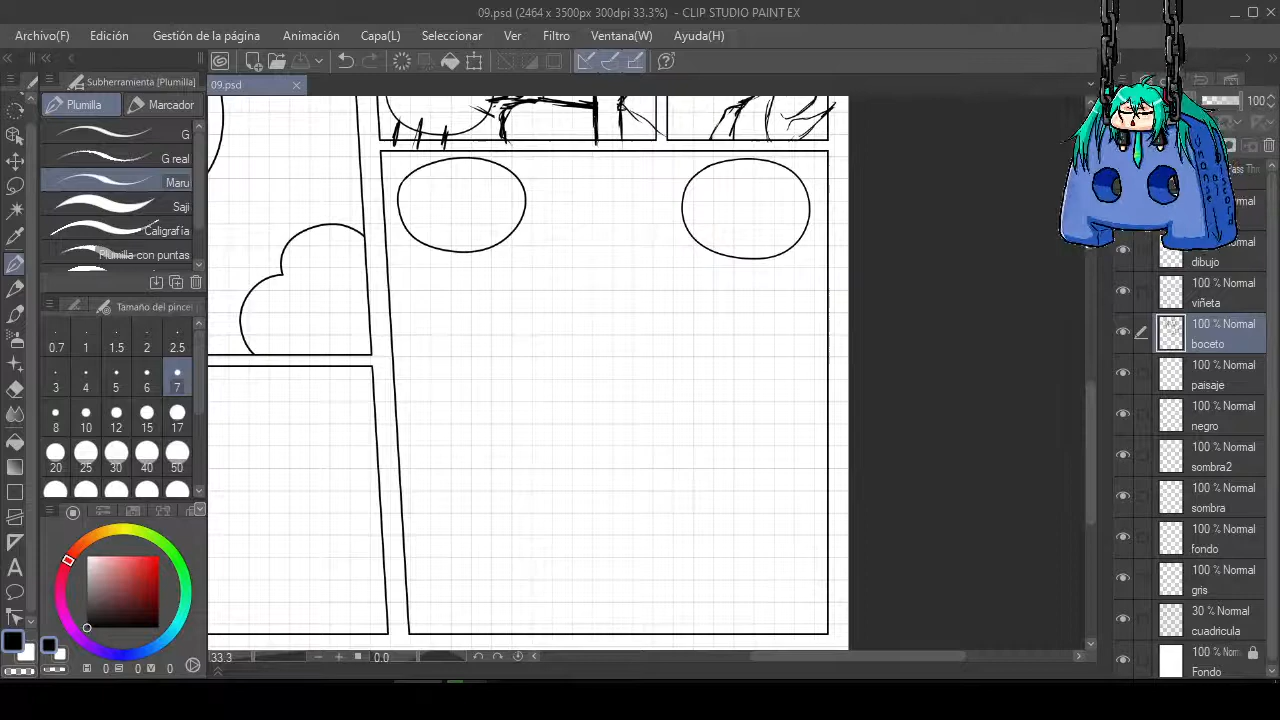 09.psd (2464 x 3500px 300dpi 33.3%) - CLIP STUDIO PAINT EX
Archivo(F) Edición Gestión de la página Animación Capa(L) Seleccionar Ver Filtro Ventana(W) Ayuda(H)
Subherramienta [Plumilla]
09.psd
Plumilla Marcador
100
G
G real
Maru
Saji
Caligrafía
Plumilla con puntas
Tamaño del pince
0.7 1 1.5 2 2.5
3 4 5 6 7
8 10 12 15 17
20 25 30 40 50
dibujo
100 % Normal
viñeta
100 % Normal
boceto
100 % Normal
paisaje
100 % Normal
negro
100 % Normal
sombra2
100 % Normal
sombra
100 % Normal
fondo
100 % Normal
gris
30 % Normal
cuadricula
100 % Norm
Fondo
33.3 0.0
H 0 S 0 V 0